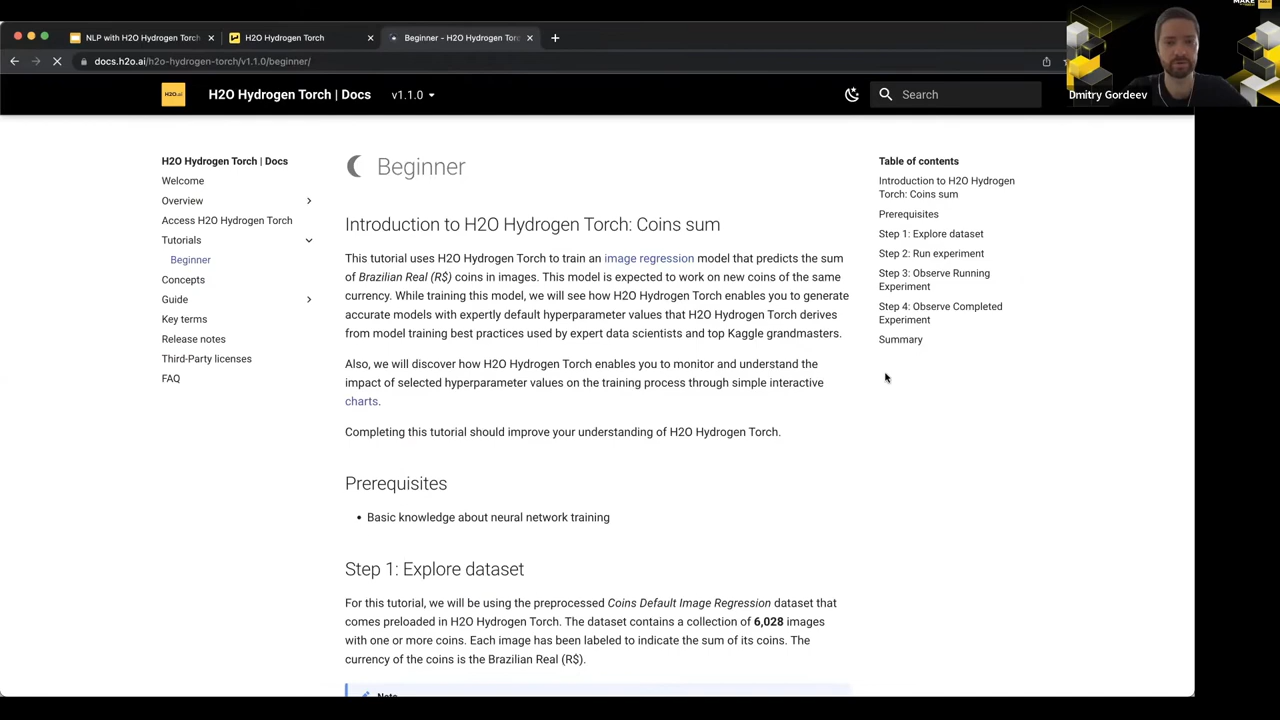 MAKE
H2O.ai
NLP with H2O Hydrogen Torch
H2O Hydrogen Torch
Beginner - H2O Hydrogen Torc
docs.h2o.ai/h2o-hydrogen-torch/v1.1.0/beginner/
Dmitry Gordeev
H2O.ai
H2O Hydrogen Torch | Docs
v1.1.0
Search
H2O Hydrogen Torch | Docs
Welcome
Overview
Access H2O Hydrogen Torch
Tutorials
Beginner
Concepts
Guide
Key terms
Release notes
Third-Party licenses
FAQ
Beginner
Introduction to H2O Hydrogen Torch: Coins sum
This tutorial uses H2O Hydrogen Torch to train an image regression model that predicts the sum
of Brazilian Real (R$) coins in images. This model is expected to work on new coins of the same
currency. While training this model, we will see how H2O Hydrogen Torch enables you to generate
accurate models with expertly default hyperparameter values that H2O Hydrogen Torch derives
from model training best practices used by expert data scientists and top Kaggle grandmasters.
Also, we will discover how H2O Hydrogen Torch enables you to monitor and understand the
impact of selected hyperparameter values on the training process through simple interactive
charts.
Completing this tutorial should improve your understanding of H2O Hydrogen Torch.
Prerequisites
• Basic knowledge about neural network training
Step 1: Explore dataset
For this tutorial, we will be using the preprocessed Coins Default Image Regression dataset that
comes preloaded in H2O Hydrogen Torch. The dataset contains a collection of 6,028 images
with one or more coins. Each image has been labeled to indicate the sum of its coins. The
currency of the coins is the Brazilian Real (R$).
Note
Table of contents
Introduction to H2O Hydrogen
Torch: Coins sum
Prerequisites
Step 1: Explore dataset
Step 2: Run experiment
Step 3: Observe Running
Experiment
Step 4: Observe Completed
Experiment
Summary